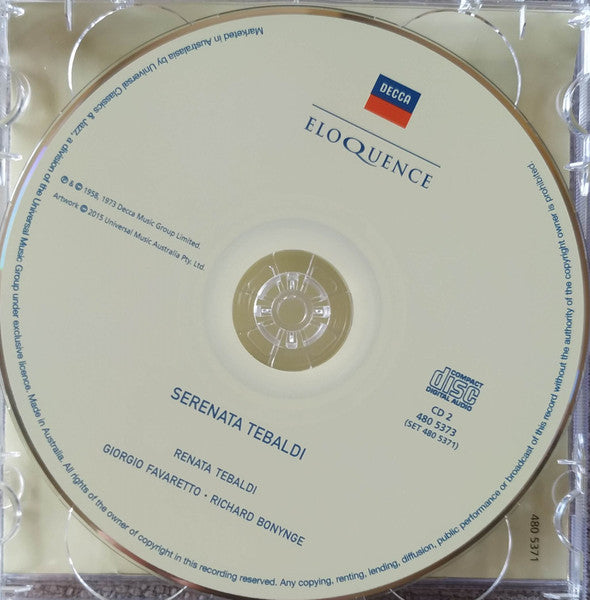 DECCA
ELOQUENCE
℗ & © 1958, 1973 Decca Music Group Limited.
Artwork © 2015 Universal Music Australia Pty. Ltd.
COMPACT
disc
DIGITAL AUDIO
CD 2
480 5373
(SET 480 5371)
SERENATA TEBALDI
RENATA TEBALDI
GIORGIO FAVARETTO • RICHARD BONYNGE
Marketed in Australasia by Universal Classics & Jazz, a division of the Universal Music Group under exclusive licence. Made in Australia. All rights of the owner of copyright in this recording reserved. Any copying, renting, lending, diffusion, public performance or broadcast of this record without the authority of the copyright owner is prohibited.
480 5371